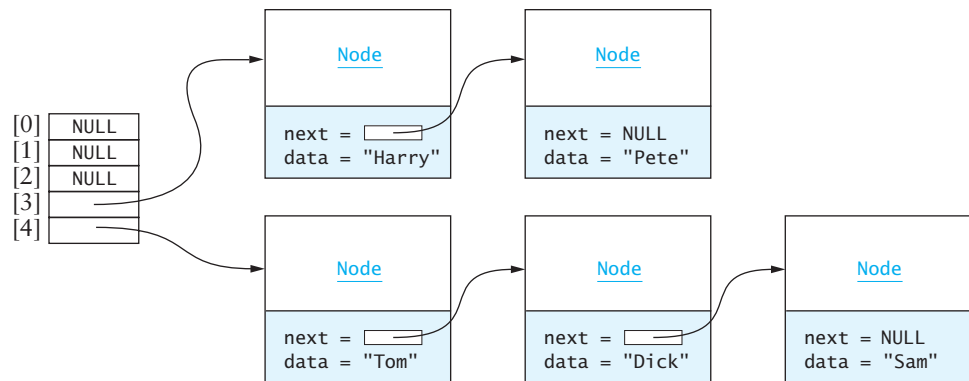 Node
Node
[0] NULL
[1] NULL
[2] NULL
[3]
[4]
next =
data = "Harry"
next = NULL
data = "Pete"
Node
Node
Node
next =
data = "Tom"
next =
data = "Dick"
next = NULL
data = "Sam"